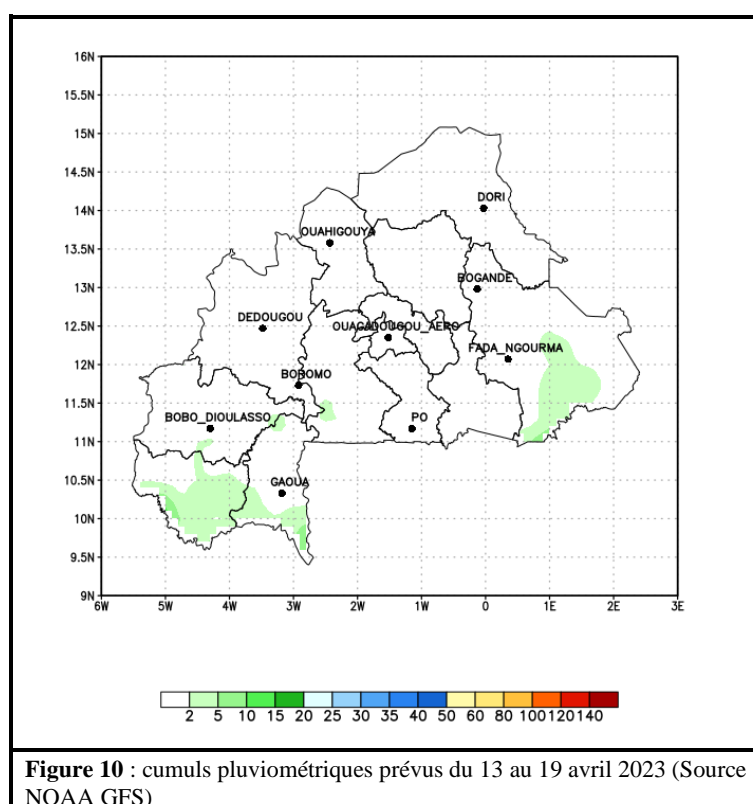 16N
15.5N
15N
14.5N
14N
13.5N
13N
12.5N
12N
11.5N
11N
10.5N
10N
9.5N
9N
DORI
OUAHIGOUYA
BOGANDE
DEDOUGOU
OUAGADOUGOU_AERO
FADA_NGOURMA
BOROMO
BOBO_DIOULASSO
PO
GAOUA
6W 5W 4W 3W 2W 1W 0 1E 2E 3E
2 5 10 15 20 25 30 35 40 50 60 80 100 120 140
Figure 10 : cumuls pluviométriques prévus du 13 au 19 avril 2023 (Source
NOAA GFS)